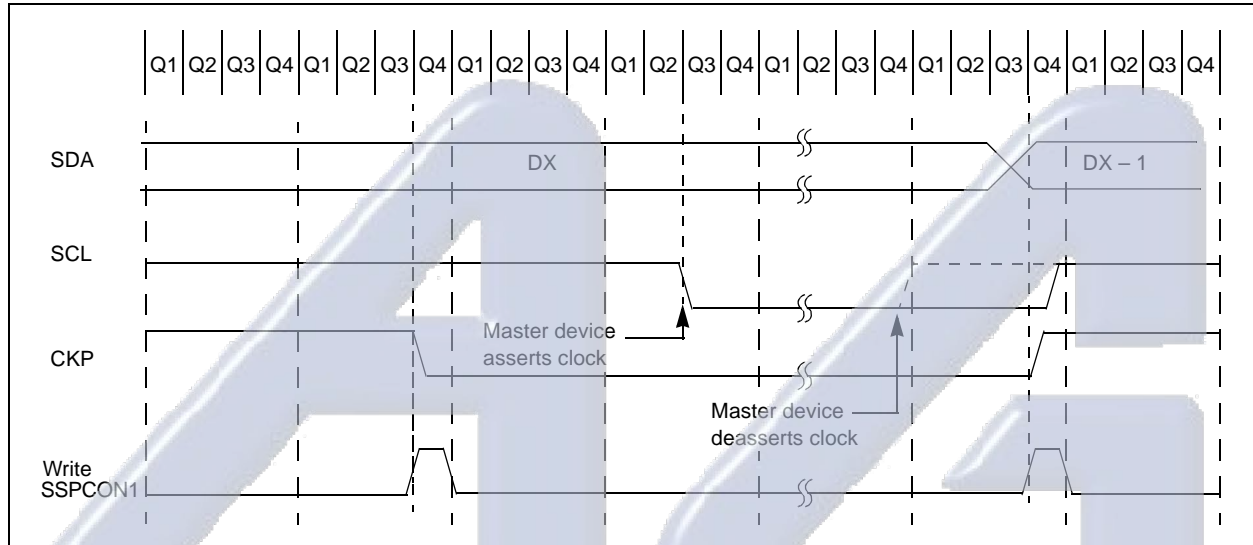 Q1 Q2 Q3 Q4 Q1 Q2 Q3 Q4 Q1 Q2 Q3 Q4 Q1 Q2 Q3 Q4 Q1 Q2 Q3 Q4 Q1 Q2 Q3 Q4 Q1 Q2 Q3 Q4
SDA
DX
DX – 1
SCL
Master device
asserts clock
CKP
Master device
deasserts clock
Write
SSPCON1